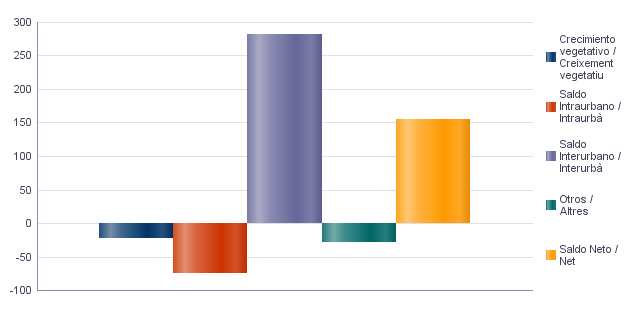 300
250
200
150
100
50
0
-50
-100
Crecimiento
vegetativo /
Creixement
vegetatiu
Saldo
Intraurbano /
Intraurbà
Saldo
Interurbano /
Interurbà
Otros /
Altres
Saldo Neto /
Net